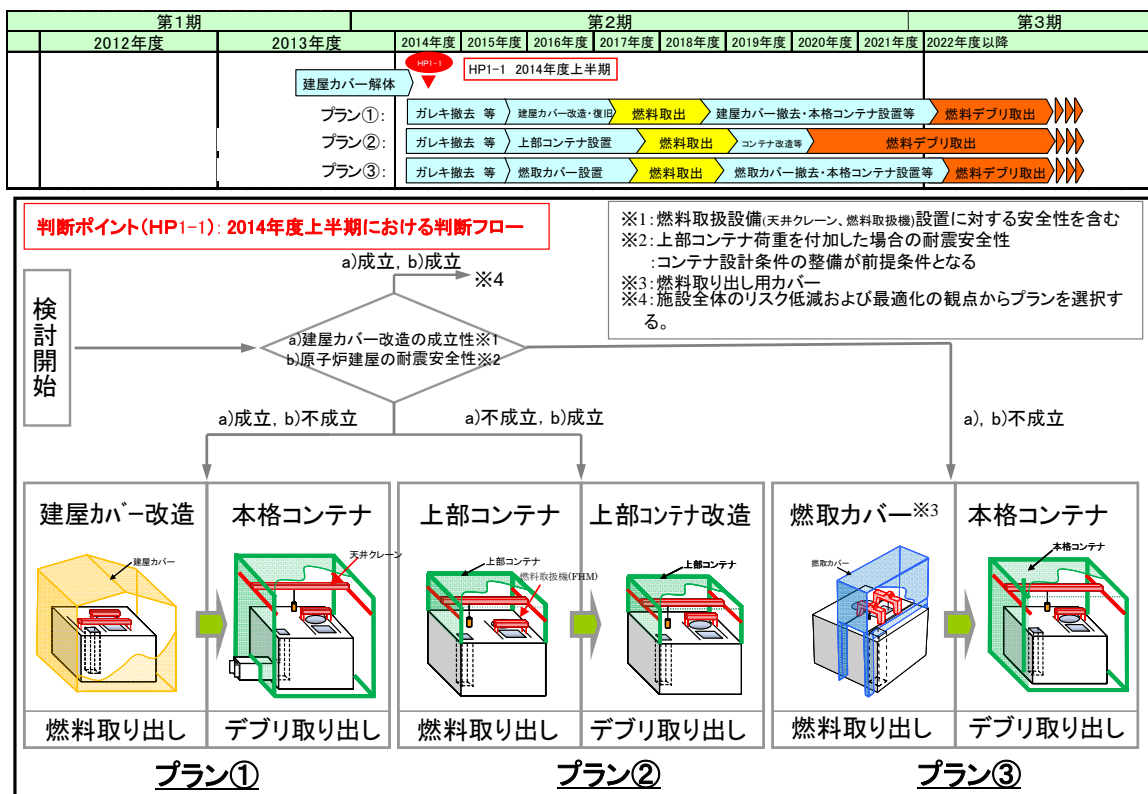 第1期
第2期
第3期
2012年度
2013年度
2014年度
2015年度
2016年度
2017年度
2018年度
2019年度
2020年度
2021年度
2022年度以降
HP1-1
HP1-1 2014年度上半期
建屋カバー解体
プラン①:
ガレキ撤去 等
建屋カバー改造・復旧
燃料取出
建屋カバー撤去・本格コンテナ設置等
燃料デブリ取出
プラン②:
ガレキ撤去 等
上部コンテナ設置
燃料取出
コンテナ改造等
燃料デブリ取出
プラン③:
ガレキ撤去 等
燃取カバー設置
燃料取出
燃取カバー撤去・本格コンテナ設置等
燃料デブリ取出
判断ポイント(HP1-1): 2014年度上半期における判断フロー
※1:燃料取扱設備(天井クレーン、燃料取扱機)設置に対する安全性を含む
※2:上部コンテナ荷重を付加した場合の耐震安全性
:コンテナ設計条件の整備が前提条件となる
※3:燃料取り出し用カバー
※4:施設全体のリスク低減および最適化の観点からプランを選択す
る。
検討開始
a)成立, b)成立
※4
a)建屋カバー改造の成立性※1
b)原子炉建屋の耐震安全性※2
a)成立, b)不成立
a)不成立, b)成立
a), b)不成立
建屋カバー改造
本格コンテナ
上部コンテナ
上部コンテナ改造
燃取カバー※3
本格コンテナ
建屋カバー
天井クレーン
上部コンテナ
燃料取扱機(FHM)
上部コンテナ
燃取カバー
本格コンテナ
燃料取り出し
デブリ取り出し
燃料取り出し
デブリ取り出し
燃料取り出し
デブリ取り出し
プラン①
プラン②
プラン③